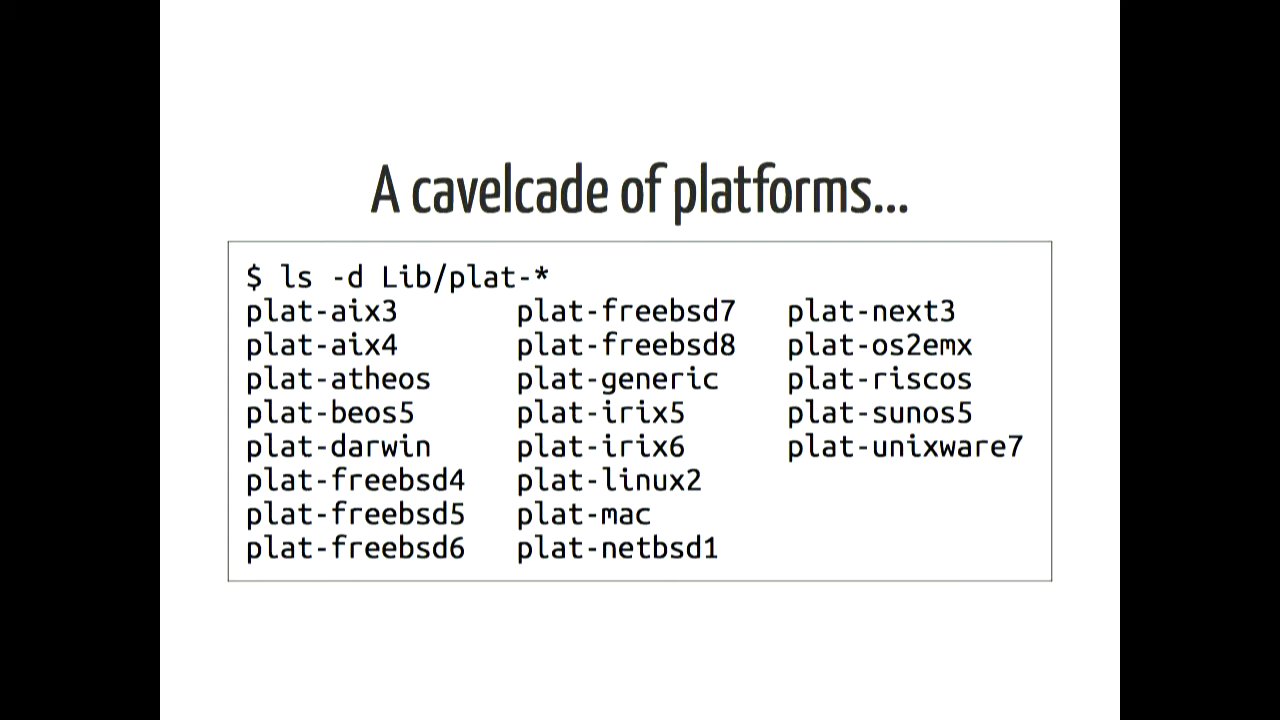 A cavelcade of platforms...
$ ls -d Lib/plat-*
plat-aix3 plat-freebsd7 plat-next3
plat-aix4 plat-freebsd8 plat-os2emx
plat-atheos plat-generic plat-riscos
plat-beos5 plat-irix5 plat-sunos5
plat-darwin plat-irix6 plat-unixware7
plat-freebsd4 plat-linux2
plat-freebsd5 plat-mac
plat-freebsd6 plat-netbsd1